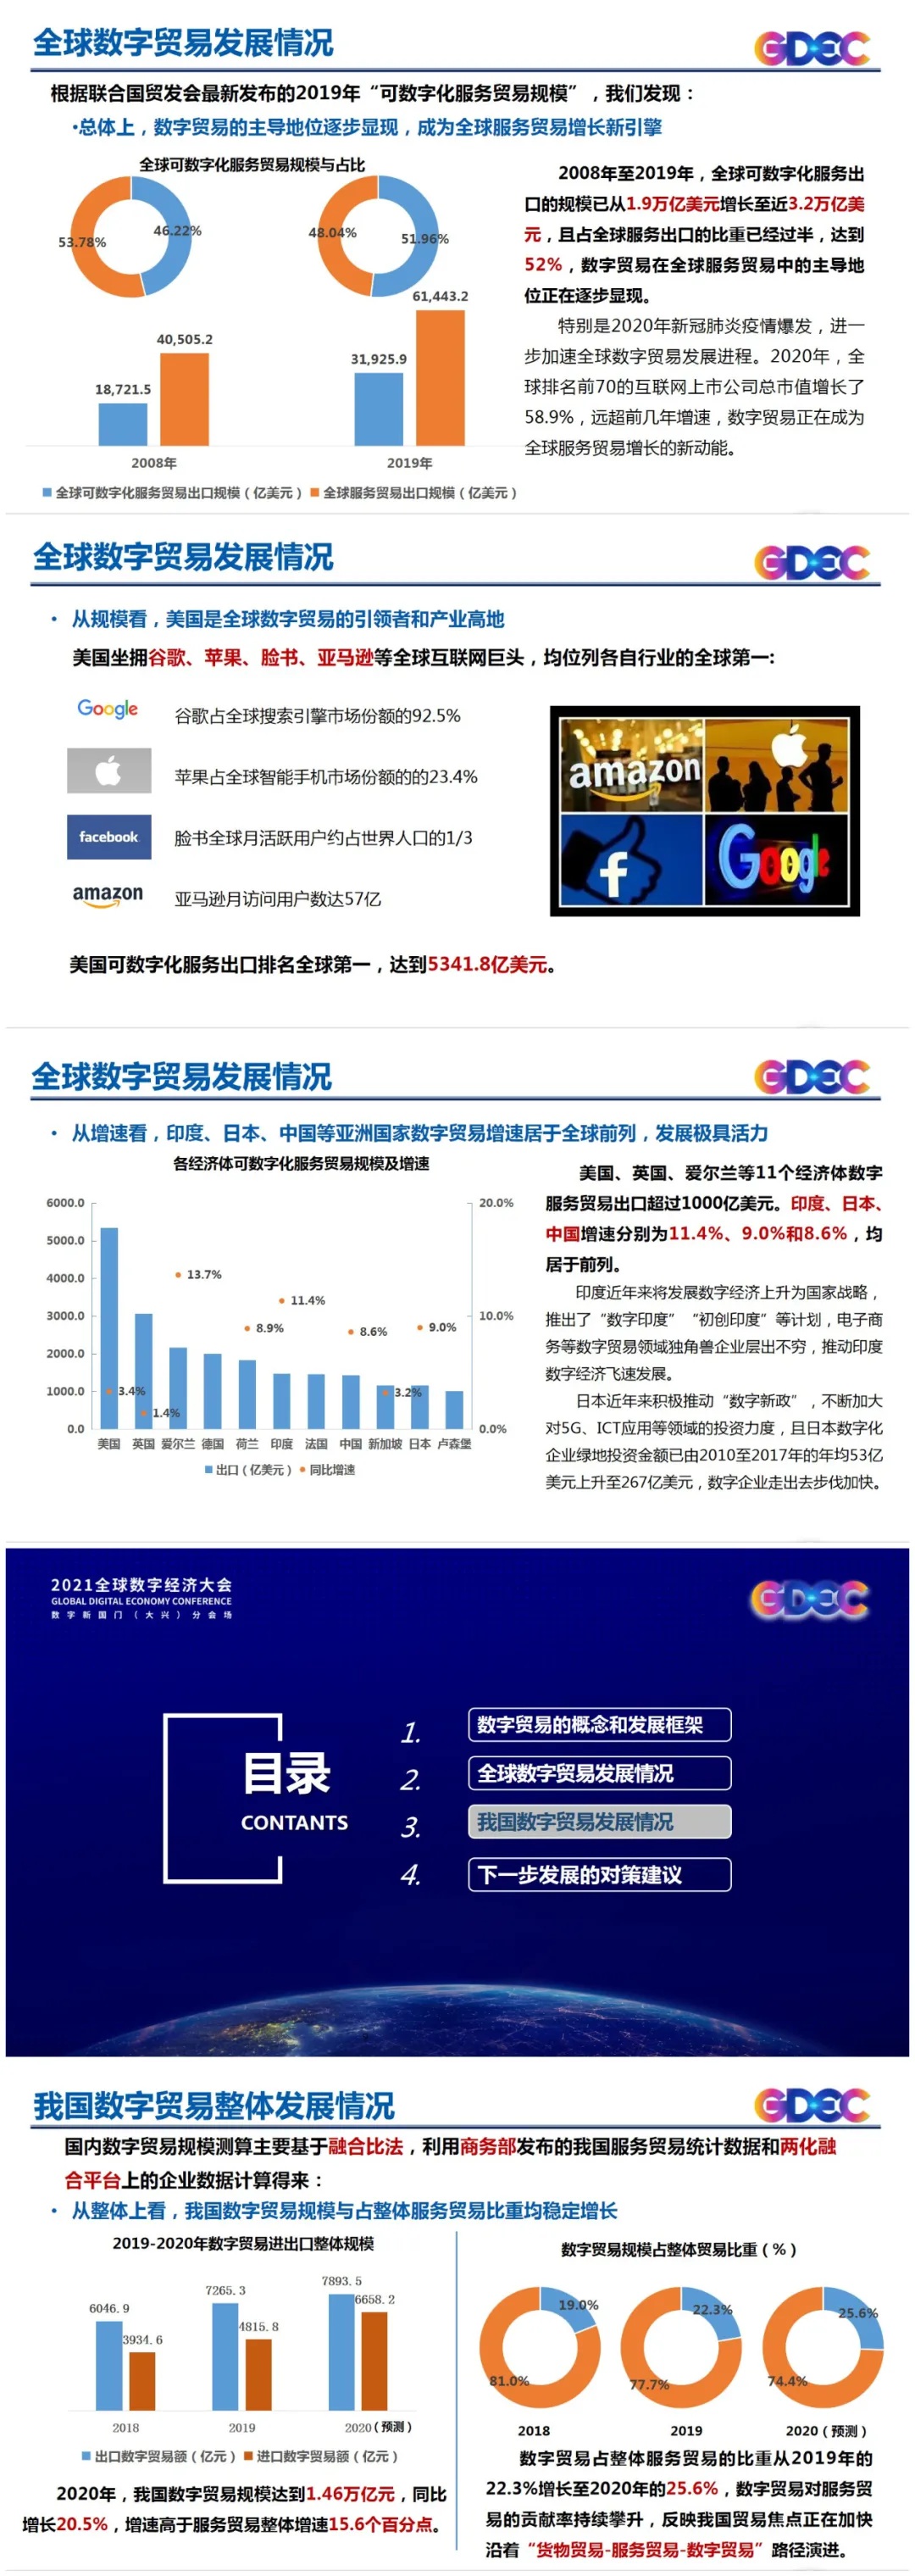 全球数字贸易发展情况
GDEC
根据联合国贸发会最新发布的2019年“可数字化服务贸易规模”，我们发现：
·总体上，数字贸易的主导地位逐步显现，成为全球服务贸易增长新引擎
全球可数字化服务贸易规模与占比
53.78%
46.22%
48.04%
51.96%
18,721.5
40,505.2
31,925.9
61,443.2
2008年
2019年
全球可数字化服务贸易出口规模（亿美元）
全球服务贸易出口规模（亿美元）
2008年至2019年，全球可数字化服务出
口的规模已从1.9万亿美元增长至近3.2万亿美
元，且占全球服务出口的比重已经过半，达到
52%，数字贸易在全球服务贸易中的主导地
位正在逐步显现。
特别是2020年新冠肺炎疫情爆发，进一
步加速全球数字贸易发展进程。2020年，全
球排名前70的互联网上市公司总市值增长了
58.9%，远超前几年增速，数字贸易正在成为
全球服务贸易增长的新动能。
全球数字贸易发展情况
GDEC
• 从规模看，美国是全球数字贸易的引领者和产业高地
美国坐拥谷歌、苹果、脸书、亚马逊等全球互联网巨头，均位列各自行业的全球第一:
Google
谷歌占全球搜索引擎市场份额的92.5%
苹果占全球智能手机市场份额的的23.4%
facebook
脸书全球月活跃用户约占世界人口的1/3
amazon
亚马逊月访问用户数达57亿
amazon
f
Google
美国可数字化服务出口排名全球第一，达到5341.8亿美元。
全球数字贸易发展情况
GDEC
• 从增速看，印度、日本、中国等亚洲国家数字贸易增速居于全球前列，发展极具活力
各经济体可数字化服务贸易规模及增速
6000.0
5000.0
4000.0
3000.0
2000.0
1000.0
0.0
20.0%
10.0%
0.0%
3.4%
1.4%
13.7%
8.9%
11.4%
8.6%
3.2%
9.0%
美国 英国 爱尔兰 德国 荷兰 印度 法国 中国 新加坡 日本 卢森堡
出口（亿美元） 同比增速
美国、英国、爱尔兰等11个经济体数字
服务贸易出口超过1000亿美元。印度、日本、
中国增速分别为11.4%、9.0%和8.6%，均
居于前列。
印度近年来将发展数字经济上升为国家战略，
推出了“数字印度”“初创印度”等计划，电子商
务等数字贸易领域独角兽企业层出不穷，推动印度
数字经济飞速发展。
日本近年来积极推动“数字新政”，不断加大
对5G、ICT应用等领域的投资力度，且日本数字化
企业绿地投资金额已由2010至2017年的年均53亿
美元上升至267亿美元，数字企业走出去步伐加快。
2021全球数字经济大会
GLOBAL DIGITAL ECONOMY CONFERENCE
数字新国门（大兴）分会场
GDEC
目录
CONTANTS
1. 数字贸易的概念和发展框架
2. 全球数字贸易发展情况
3. 我国数字贸易发展情况
4. 下一步发展的对策建议
我国数字贸易整体发展情况
GDEC
国内数字贸易规模测算主要基于融合比法，利用商务部发布的我国服务贸易统计数据和两化融
合平台上的企业数据计算得来：
• 从整体上看，我国数字贸易规模与占整体服务贸易比重均稳定增长
2019-2020年数字贸易进出口整体规模
6046.9
3934.6
7265.3
4815.8
7893.5
6658.2
2018
2019
2020（预测）
出口数字贸易额（亿元）
进口数字贸易额（亿元）
2020年，我国数字贸易规模达到1.46万亿元，同比
增长20.5%，增速高于服务贸易整体增速15.6个百分点。
数字贸易规模占整体贸易比重（%）
19.0%
81.0%
22.3%
77.7%
25.6%
74.4%
2018
2019
2020（预测）
数字贸易占整体服务贸易的比重从2019年的
22.3%增长至2020年的25.6%，数字贸易对服务贸
易的贡献率持续攀升，反映我国贸易焦点正在加快
沿着“货物贸易-服务贸易-数字贸易”路径演进。